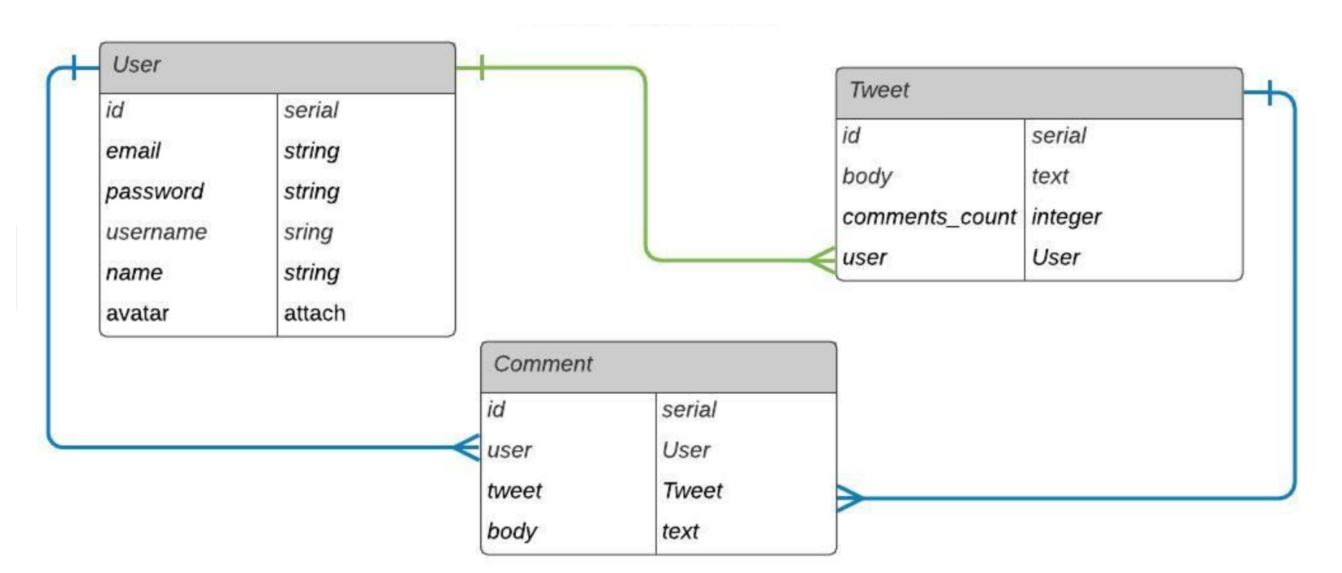 User
id serial
email string
password string
username sring
name string
avatar attach
Tweet
id serial
body text
comments_count integer
user User
Comment
id serial
user User
tweet Tweet
body text